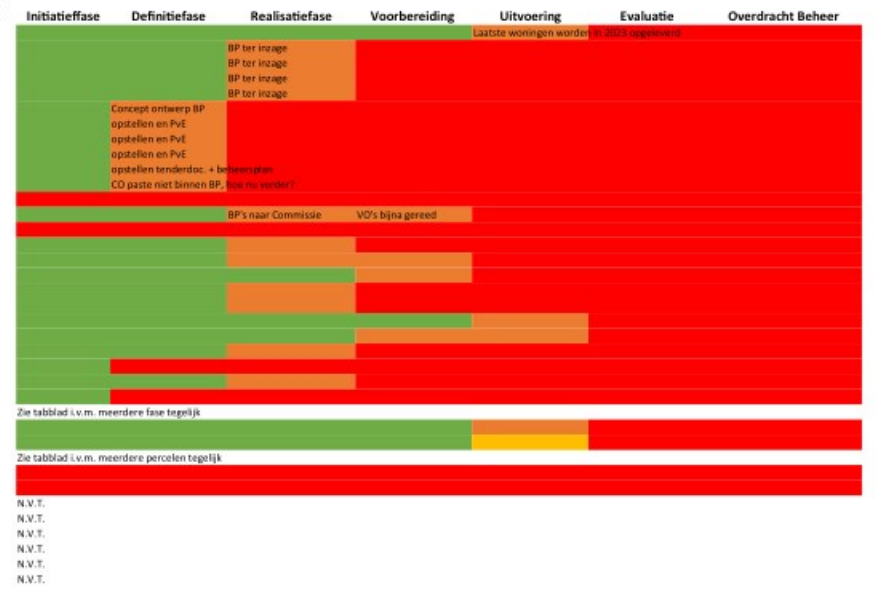 Initiatieffase Definitiefase Realisatiefase Voorbereiding Uitvoering Evaluatie Overdracht Beheer
Laatste woningen worden in 2023 opgeleverd
BP ter inzage
BP ter inzage
BP ter inzage
BP ter inzage
Concept ontwerp BP
opstellen en PvE
opstellen en PvE
opstellen en PvE
opstellen tenderdoc. + beheersplan
CO paste niet binnen BP, hoe nu verder?
BP's naar Commissie VO's bijna gereed
Zie tabblad i.v.m. meerdere fase tegelijk
Zie tabblad i.v.m. meerdere percelen tegelijk
N.V.T.
N.V.T.
N.V.T.
N.V.T.
N.V.T.
N.V.T.